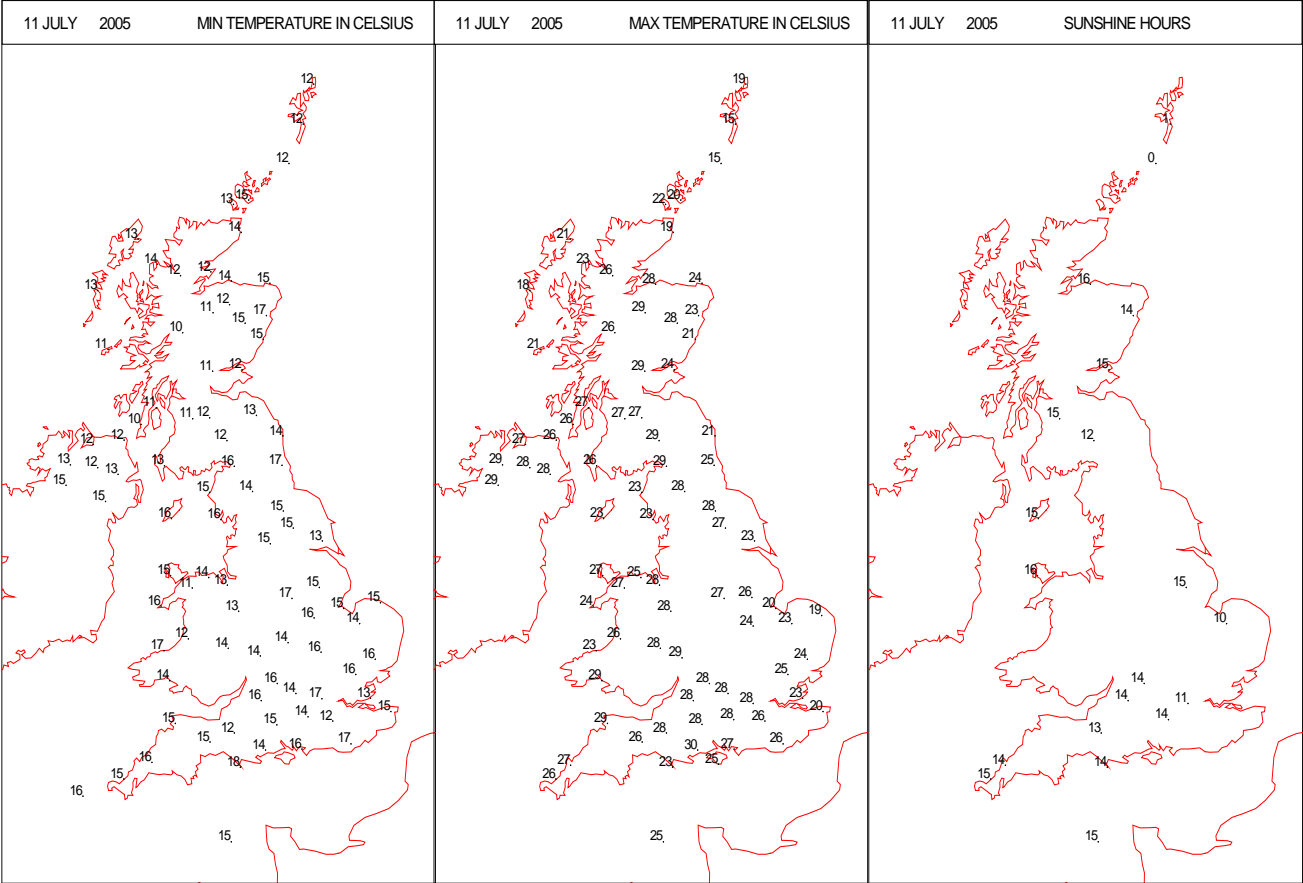 11 JULY 2005 MIN TEMPERATURE IN CELSIUS
12
12
12
13 15
14
13
14
12 12
14 15
13
12
11 17
15
10 15
11
11 12
11
10 11 12 13
12 12 12 14
13 12 13 13 16 17
15 15 14
15
16 16 15
15
15 13
15 14
11 13 15
16 13 17 15 15
16 14
12
17 14 14 16
14 16
14 16 16
16 14 17 13
15
15 12 15 14 12
15 14 16 17
16 18
15
16
15
11 JULY 2005 MAX TEMPERATURE IN CELSIUS
19
15
15
22 20
19
21
23
26
28 24
18
29 23
28
26 21
21
29 24
27
26 27 27
27 26 29 21
29 28 28 26 29 25
29 23 28
23 23 28
27
23
27 25
27 28
24 28 27 26 20 19
24 23
26
23 28 29 24
25
29 28 28 23
28 28 20
29 28 28 28 26
26 30 27 26
27 23 25
26
25
11 JULY 2005 SUNSHINE HOURS
1
0
16
14
15
15
12
15
16
15
10
14
14 11
14
13
14 14
15
15